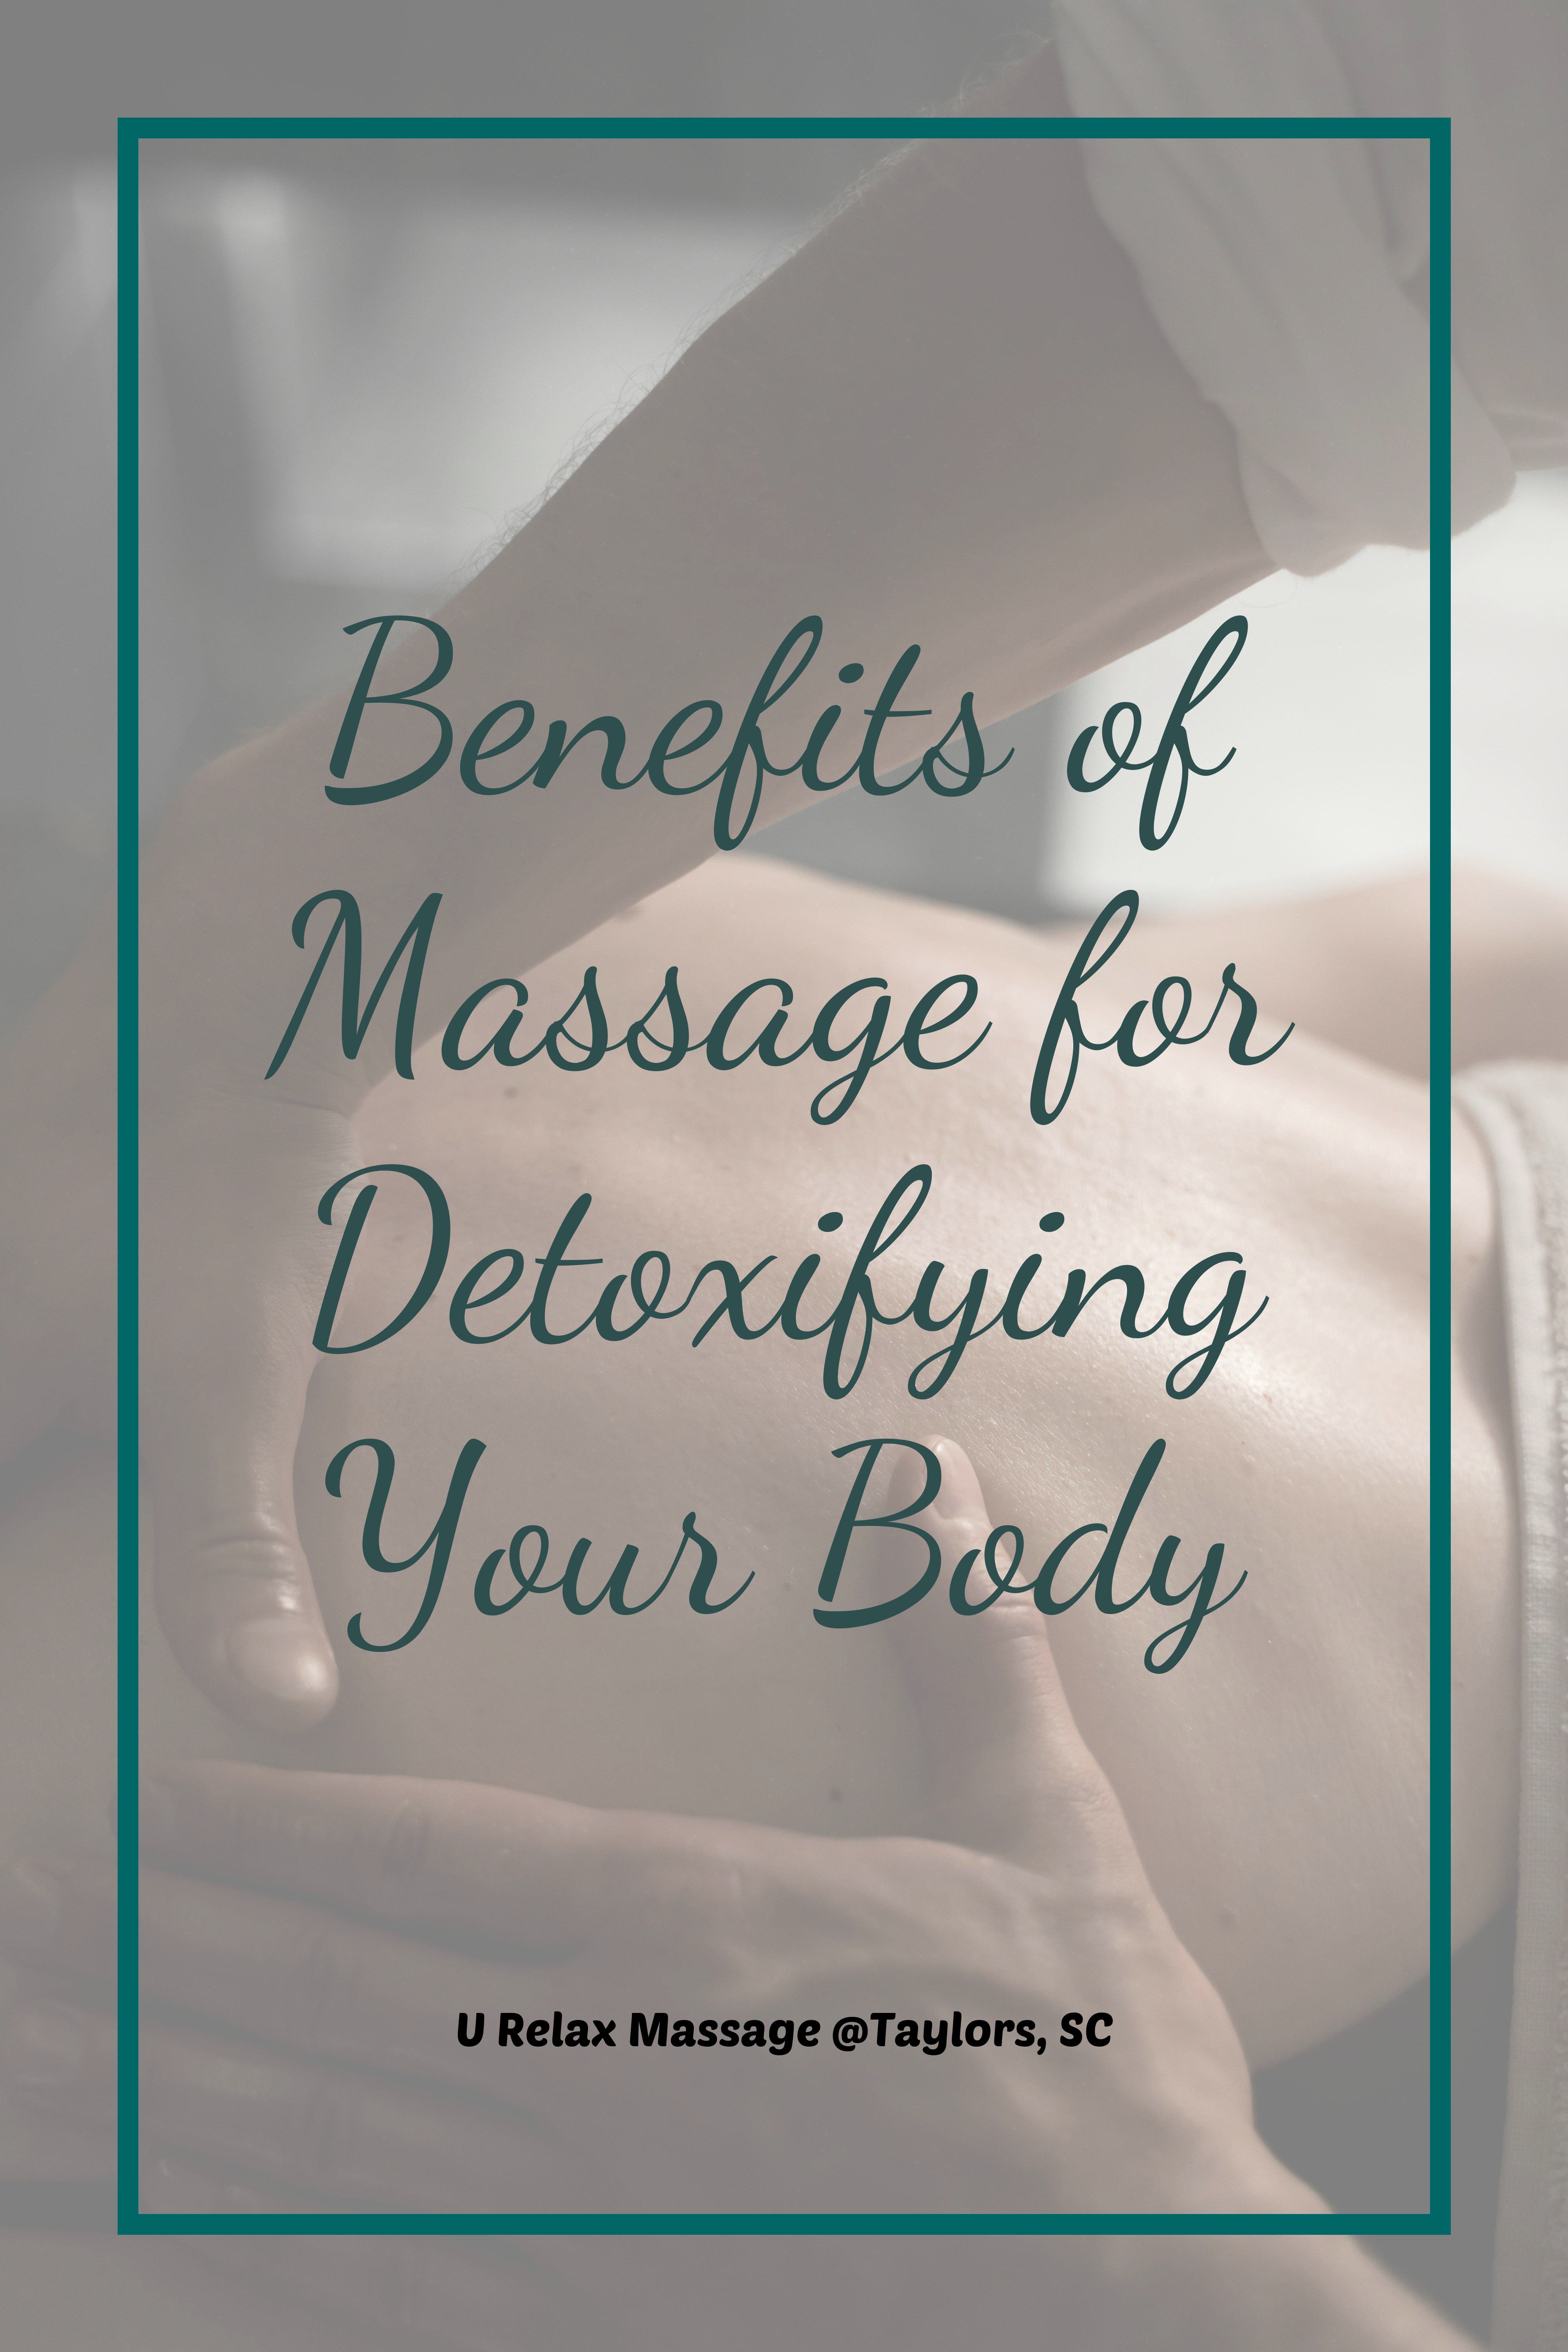 Benefits of
Massage for
Detoxifying
Your Body
U Relax Massage @Taylors, SC